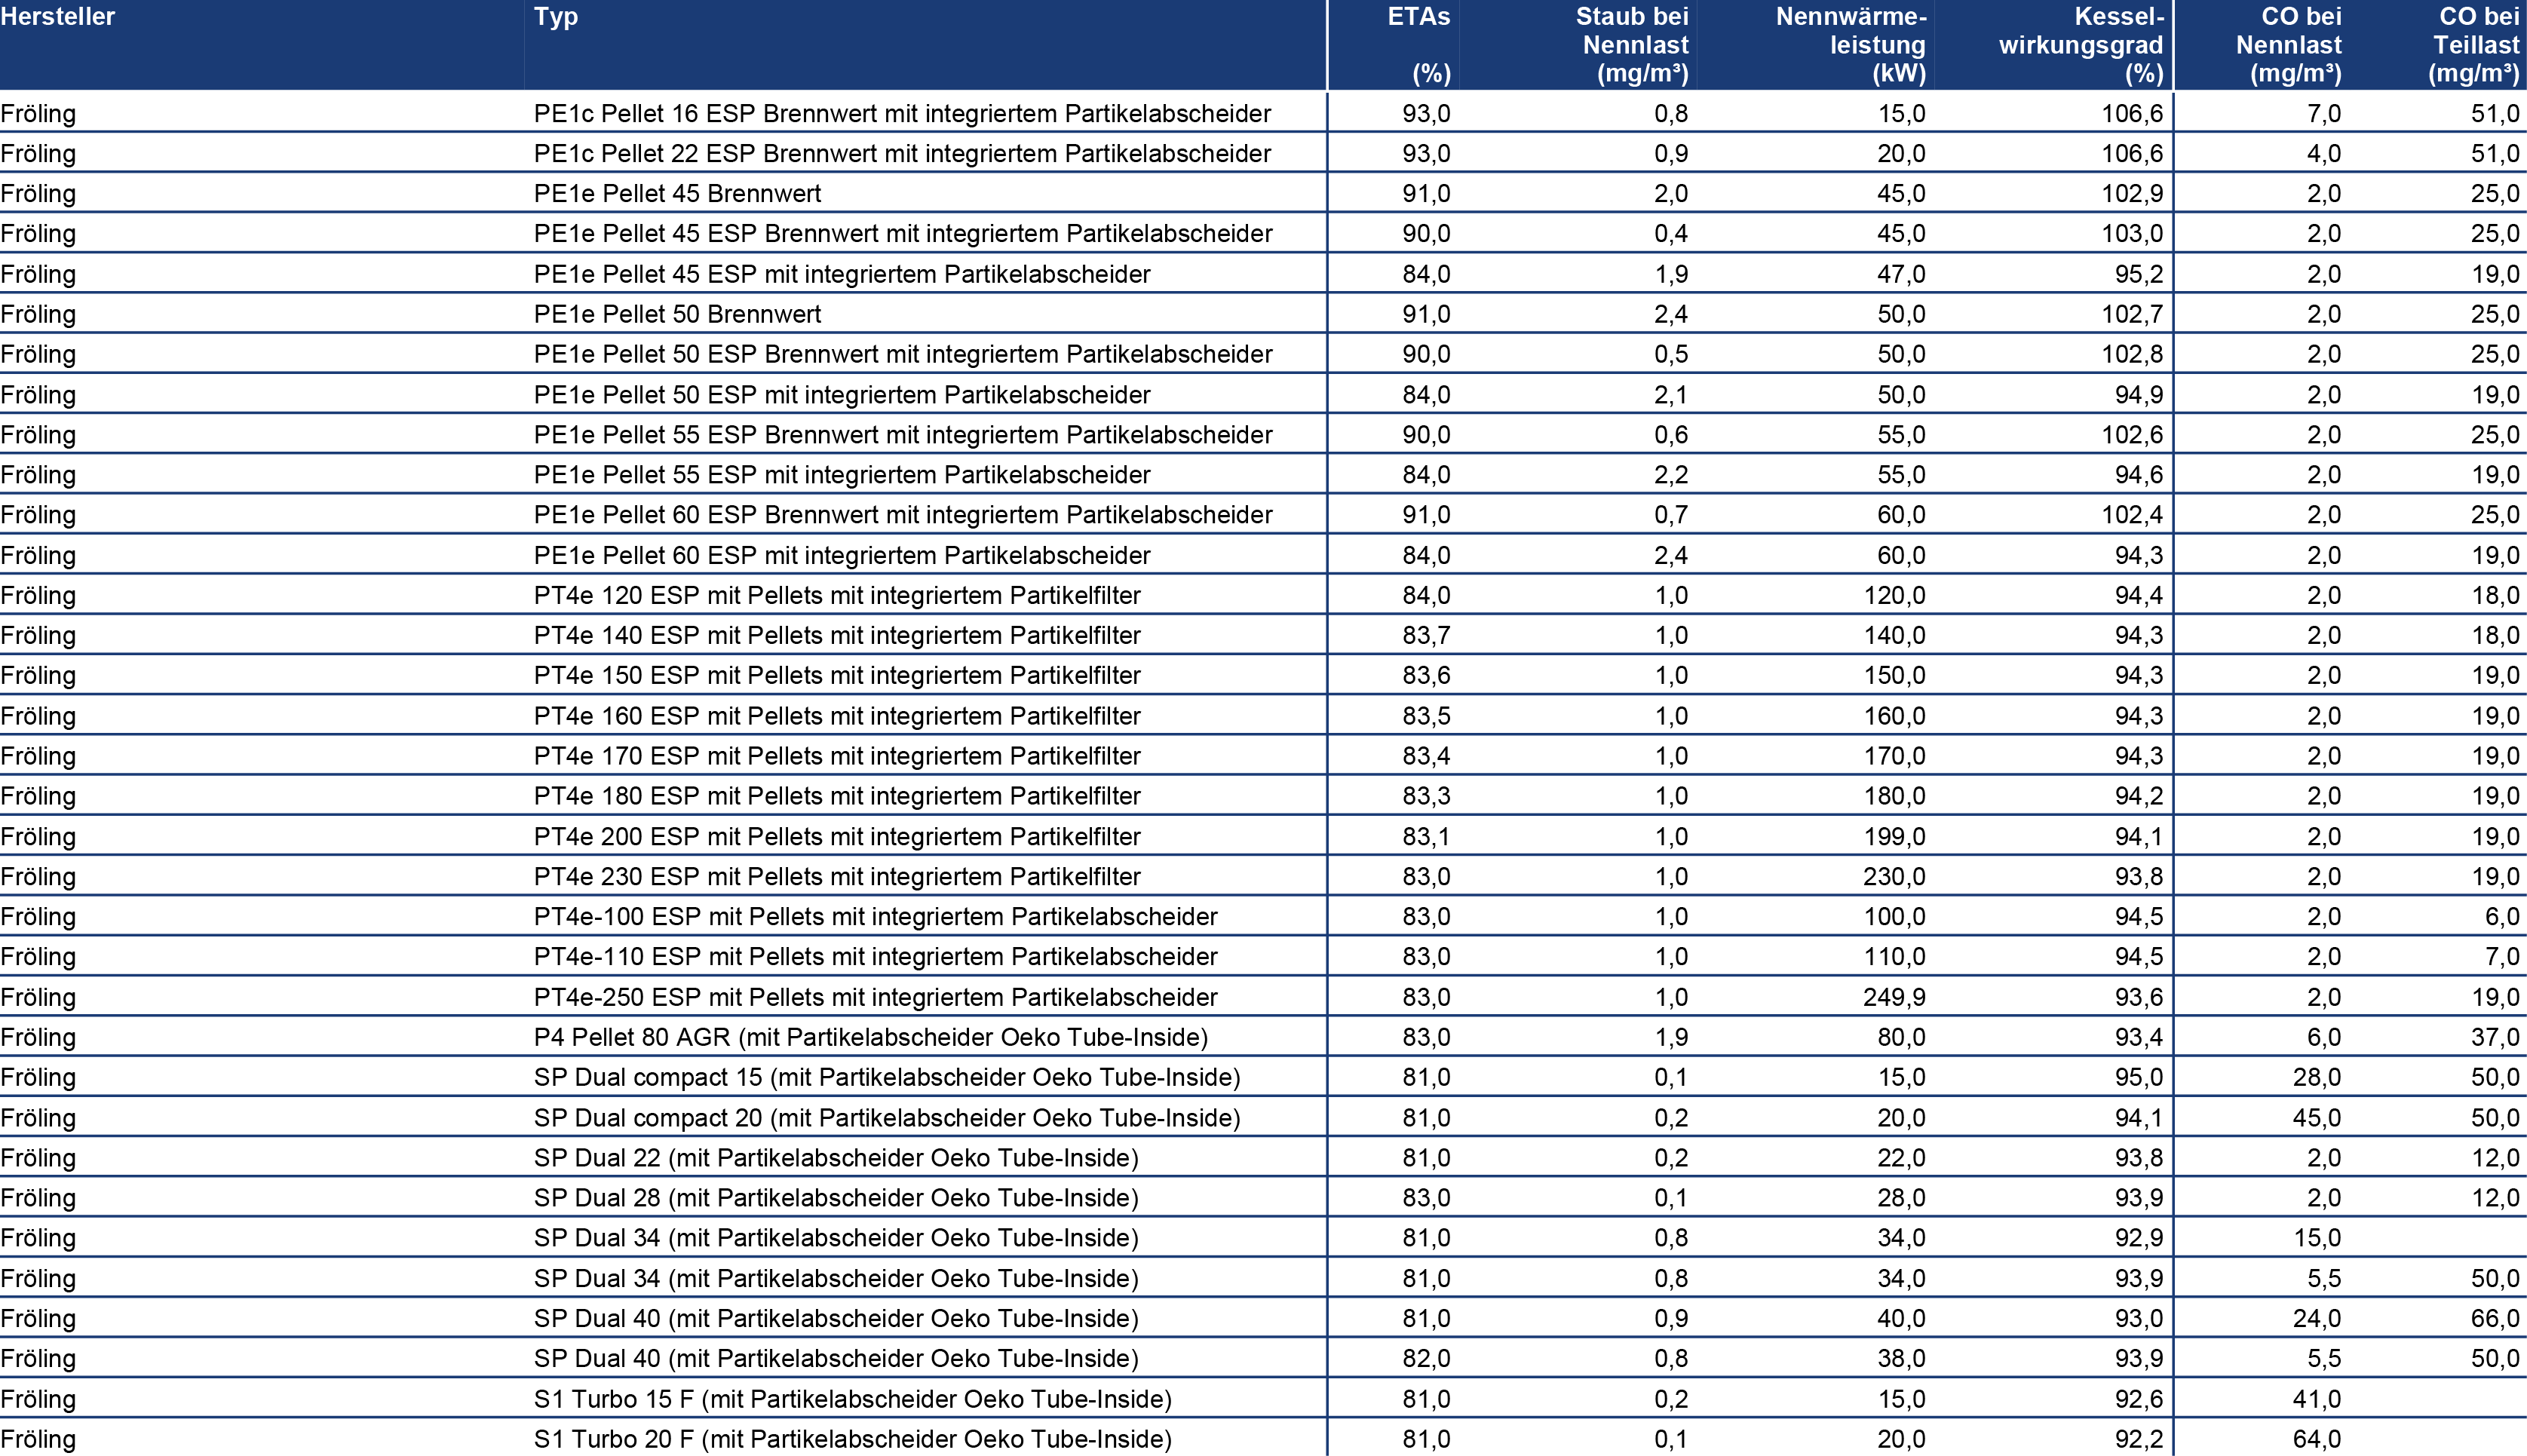 Hersteller Typ ETAs (%) Staub bei Nennlast (mg/m³) Nennwärme-leistung (kW) Kessel-wirkungsgrad (%) CO bei Nennlast (mg/m³) CO bei Teillast (mg/m³)
Fröling PE1c Pellet 16 ESP Brennwert mit integriertem Partikelabscheider 93,0 0,8 15,0 106,6 7,0 51,0
Fröling PE1c Pellet 22 ESP Brennwert mit integriertem Partikelabscheider 93,0 0,9 20,0 106,6 4,0 51,0
Fröling PE1e Pellet 45 Brennwert 91,0 2,0 45,0 102,9 2,0 25,0
Fröling PE1e Pellet 45 ESP Brennwert mit integriertem Partikelabscheider 90,0 0,4 45,0 103,0 2,0 25,0
Fröling PE1e Pellet 45 ESP mit integriertem Partikelabscheider 84,0 1,9 47,0 95,2 2,0 19,0
Fröling PE1e Pellet 50 Brennwert 91,0 2,4 50,0 102,7 2,0 25,0
Fröling PE1e Pellet 50 ESP Brennwert mit integriertem Partikelabscheider 90,0 0,5 50,0 102,8 2,0 25,0
Fröling PE1e Pellet 50 ESP mit integriertem Partikelabscheider 84,0 2,1 50,0 94,9 2,0 19,0
Fröling PE1e Pellet 55 ESP Brennwert mit integriertem Partikelabscheider 90,0 0,6 55,0 102,6 2,0 25,0
Fröling PE1e Pellet 55 ESP mit integriertem Partikelabscheider 84,0 2,2 55,0 94,6 2,0 19,0
Fröling PE1e Pellet 60 ESP Brennwert mit integriertem Partikelabscheider 91,0 0,7 60,0 102,4 2,0 25,0
Fröling PE1e Pellet 60 ESP mit integriertem Partikelabscheider 84,0 2,4 60,0 94,3 2,0 19,0
Fröling PT4e 120 ESP mit Pellets mit integriertem Partikelfilter 84,0 1,0 120,0 94,4 2,0 18,0
Fröling PT4e 140 ESP mit Pellets mit integriertem Partikelfilter 83,7 1,0 140,0 94,3 2,0 18,0
Fröling PT4e 150 ESP mit Pellets mit integriertem Partikelfilter 83,6 1,0 150,0 94,3 2,0 19,0
Fröling PT4e 160 ESP mit Pellets mit integriertem Partikelfilter 83,5 1,0 160,0 94,3 2,0 19,0
Fröling PT4e 170 ESP mit Pellets mit integriertem Partikelfilter 83,4 1,0 170,0 94,3 2,0 19,0
Fröling PT4e 180 ESP mit Pellets mit integriertem Partikelfilter 83,3 1,0 180,0 94,2 2,0 19,0
Fröling PT4e 200 ESP mit Pellets mit integriertem Partikelfilter 83,1 1,0 199,0 94,1 2,0 19,0
Fröling PT4e 230 ESP mit Pellets mit integriertem Partikelfilter 83,0 1,0 230,0 93,8 2,0 19,0
Fröling PT4e-100 ESP mit Pellets mit integriertem Partikelabscheider 83,0 1,0 100,0 94,5 2,0 6,0
Fröling PT4e-110 ESP mit Pellets mit integriertem Partikelabscheider 83,0 1,0 110,0 94,5 2,0 7,0
Fröling PT4e-250 ESP mit Pellets mit integriertem Partikelabscheider 83,0 1,0 249,9 93,6 2,0 19,0
Fröling P4 Pellet 80 AGR (mit Partikelabscheider Oeko Tube-Inside) 83,0 1,9 80,0 93,4 6,0 37,0
Fröling SP Dual compact 15 (mit Partikelabscheider Oeko Tube-Inside) 81,0 0,1 15,0 95,0 28,0 50,0
Fröling SP Dual compact 20 (mit Partikelabscheider Oeko Tube-Inside) 81,0 0,2 20,0 94,1 45,0 50,0
Fröling SP Dual 22 (mit Partikelabscheider Oeko Tube-Inside) 81,0 0,2 22,0 93,8 2,0 12,0
Fröling SP Dual 28 (mit Partikelabscheider Oeko Tube-Inside) 83,0 0,1 28,0 93,9 2,0 12,0
Fröling SP Dual 34 (mit Partikelabscheider Oeko Tube-Inside) 81,0 0,8 34,0 92,9 15,0
Fröling SP Dual 34 (mit Partikelabscheider Oeko Tube-Inside) 81,0 0,8 34,0 93,9 5,5 50,0
Fröling SP Dual 40 (mit Partikelabscheider Oeko Tube-Inside) 81,0 0,9 40,0 93,0 24,0 66,0
Fröling SP Dual 40 (mit Partikelabscheider Oeko Tube-Inside) 82,0 0,8 38,0 93,9 5,5 50,0
Fröling S1 Turbo 15 F (mit Partikelabscheider Oeko Tube-Inside) 81,0 0,2 15,0 92,6 41,0
Fröling S1 Turbo 20 F (mit Partikelabscheider Oeko Tube-Inside) 81,0 0,1 20,0 92,2 64,0